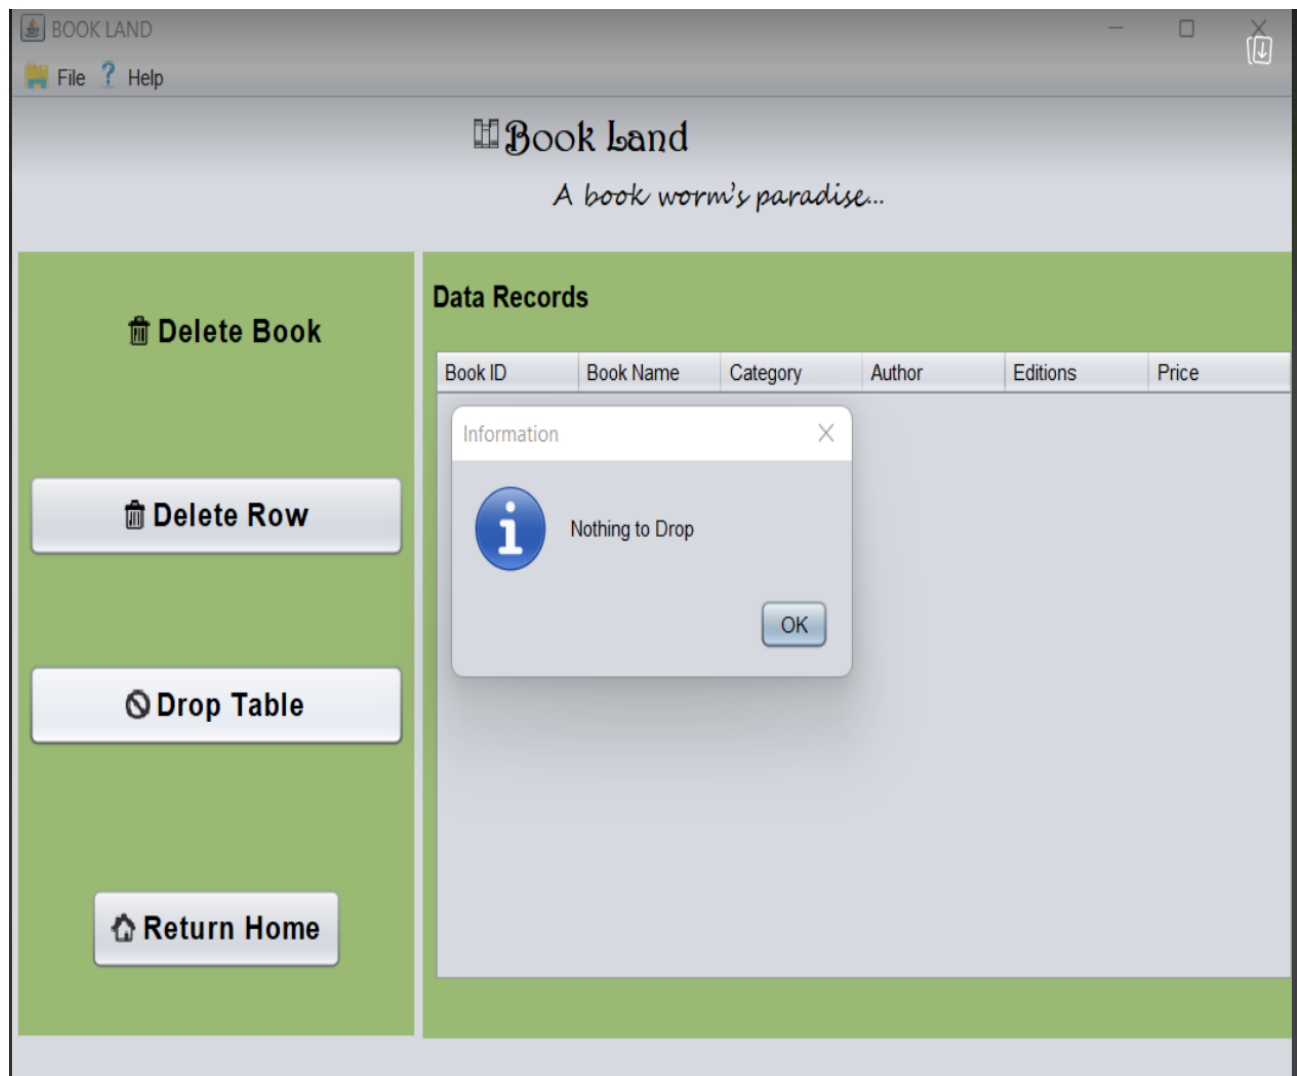 BOOK LAND
File ? Help
Book Land
A book worm's paradise...
Delete Book
Delete Row
Drop Table
Return Home
Data Records
Book ID Book Name Category Author Editions Price
Information
Nothing to Drop
OK